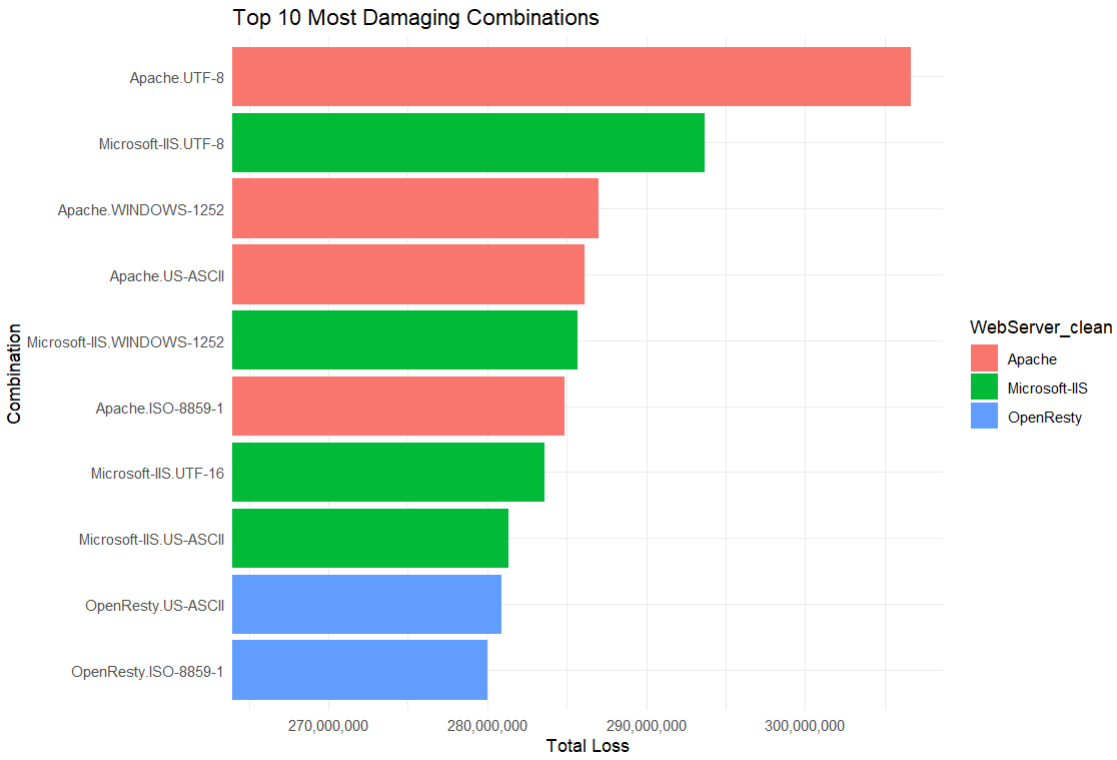 Top 10 Most Damaging Combinations
Apache.UTF-8
Microsoft-IIS.UTF-8
Apache.WINDOWS-1252
Apache.US-ASCII
Microsoft-IIS.WINDOWS-1252
Apache.ISO-8859-1
Microsoft-IIS.UTF-16
Microsoft-IIS.US-ASCII
OpenResty.US-ASCII
OpenResty.ISO-8859-1
Combination
270,000,000 280,000,000 290,000,000 300,000,000
Total Loss
WebServer_clean
Apache
Microsoft-IIS
OpenResty